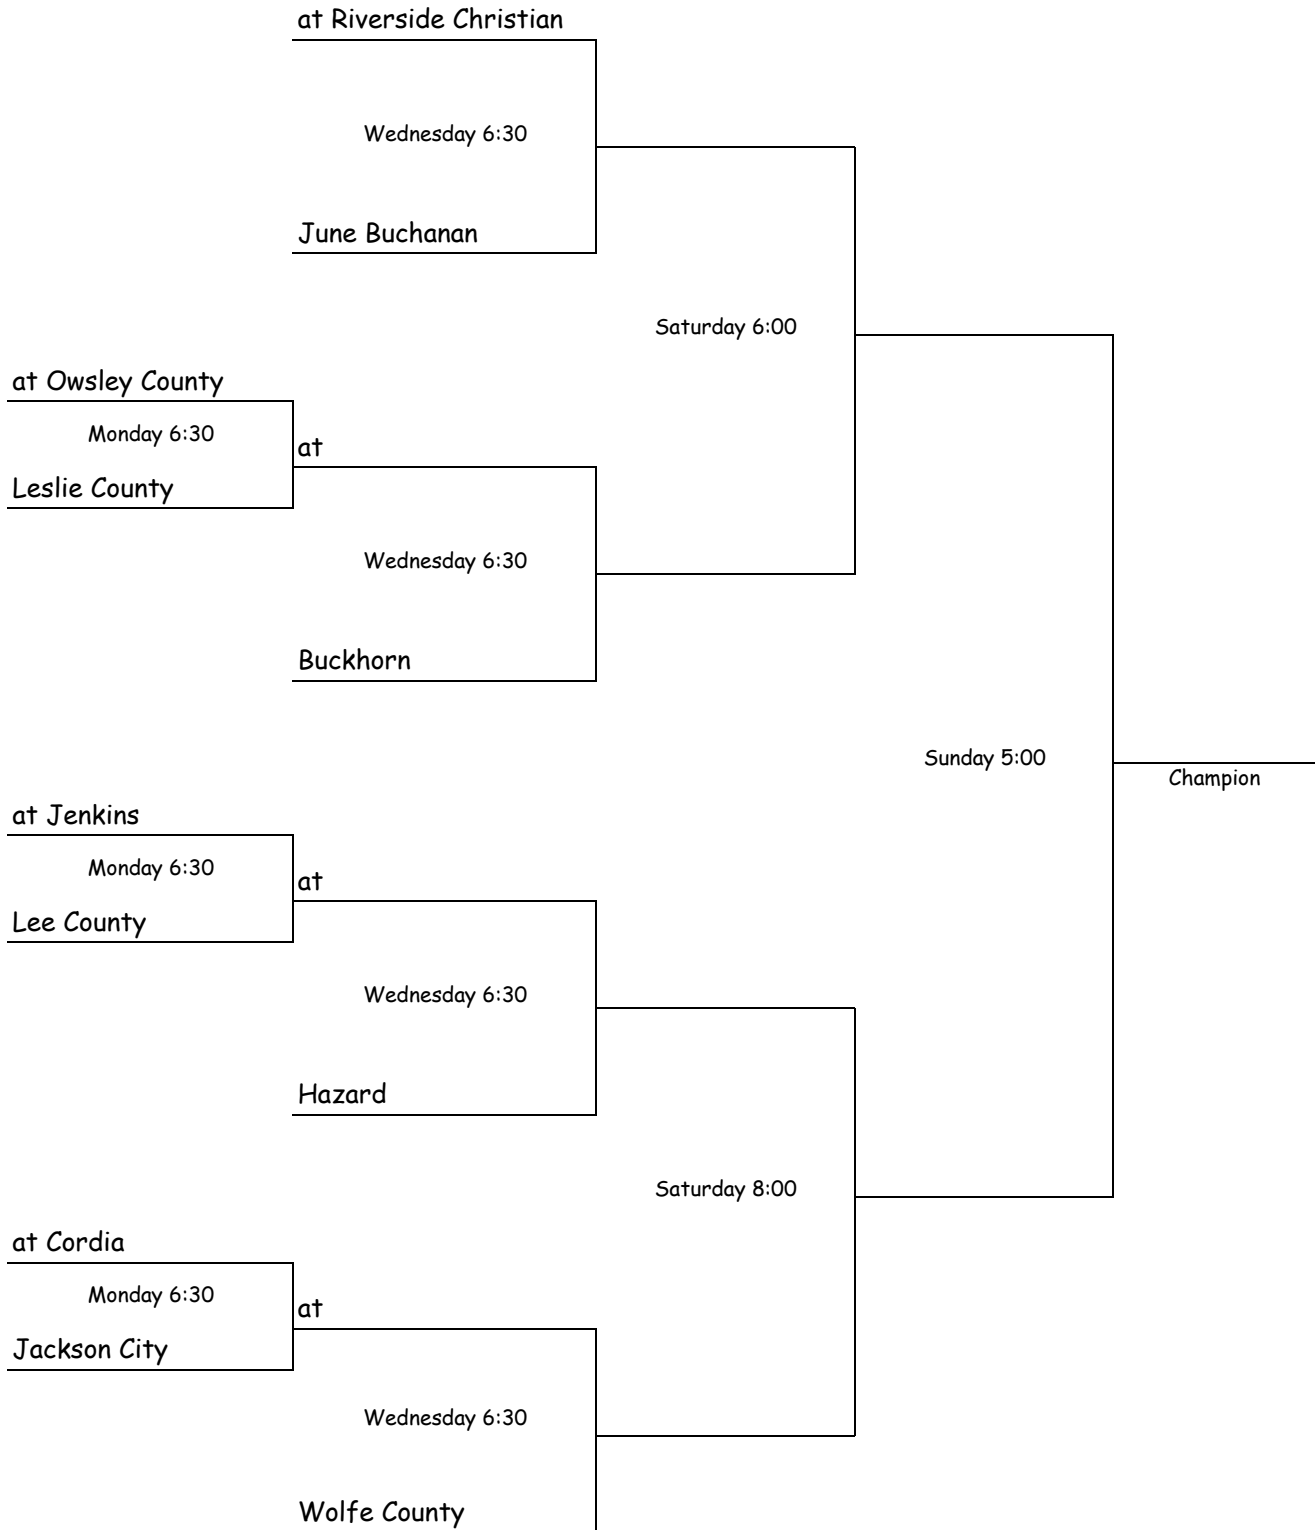 at Riverside Christian
Wednesday 6:30
June Buchanan
Saturday 6:00
at Owsley County
Monday 6:30
at
Leslie County
Wednesday 6:30
Buckhorn
Sunday 5:00
Champion
at Jenkins
Monday 6:30
at
Lee County
Wednesday 6:30
Hazard
Saturday 8:00
at Cordia
Monday 6:30
at
Jackson City
Wednesday 6:30
Wolfe County